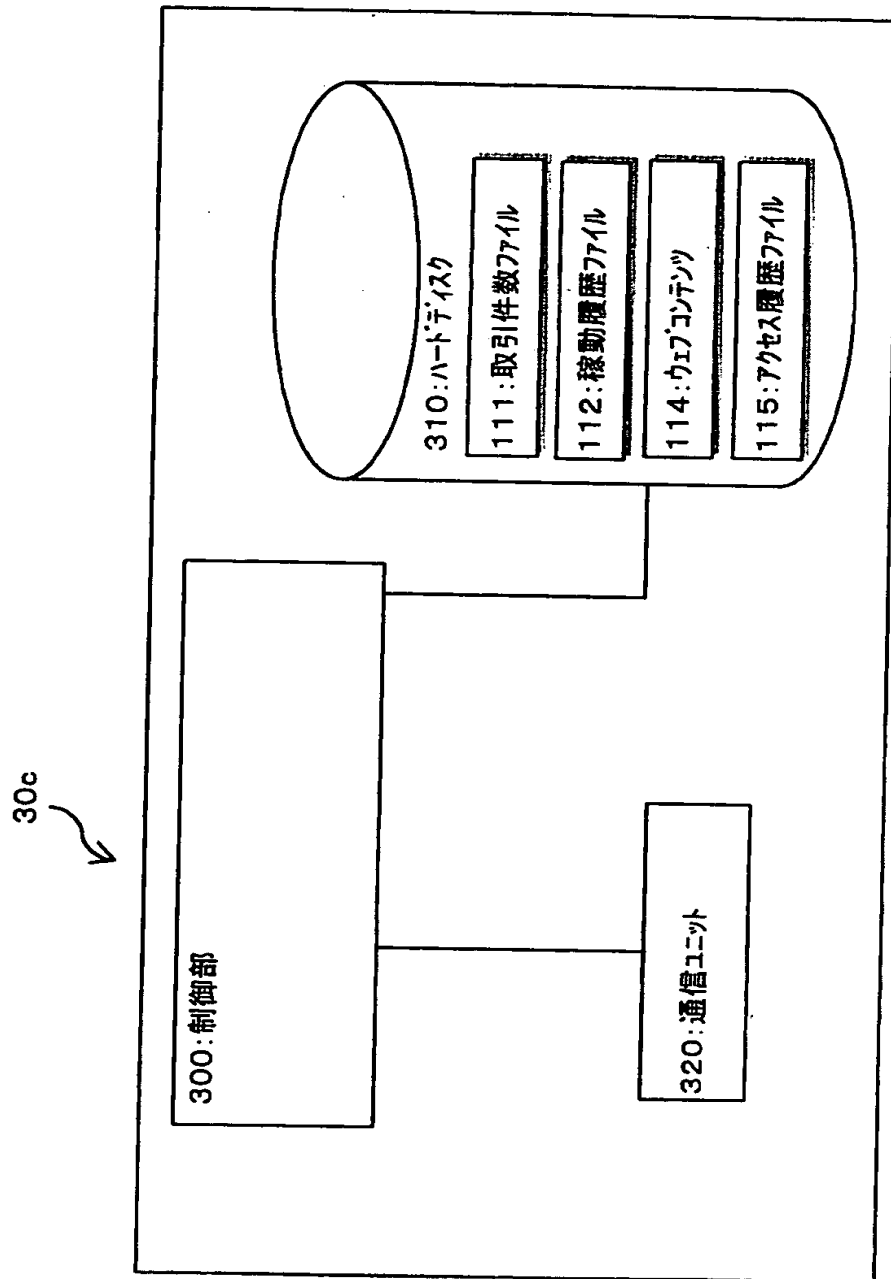 30c
300:制御部
310:ハードディスク
111:取引件数ファイル
112:稼動履歴ファイル
114:ウェブコンテンツ
115:アクセス履歴ファイル
320:通信ユニット